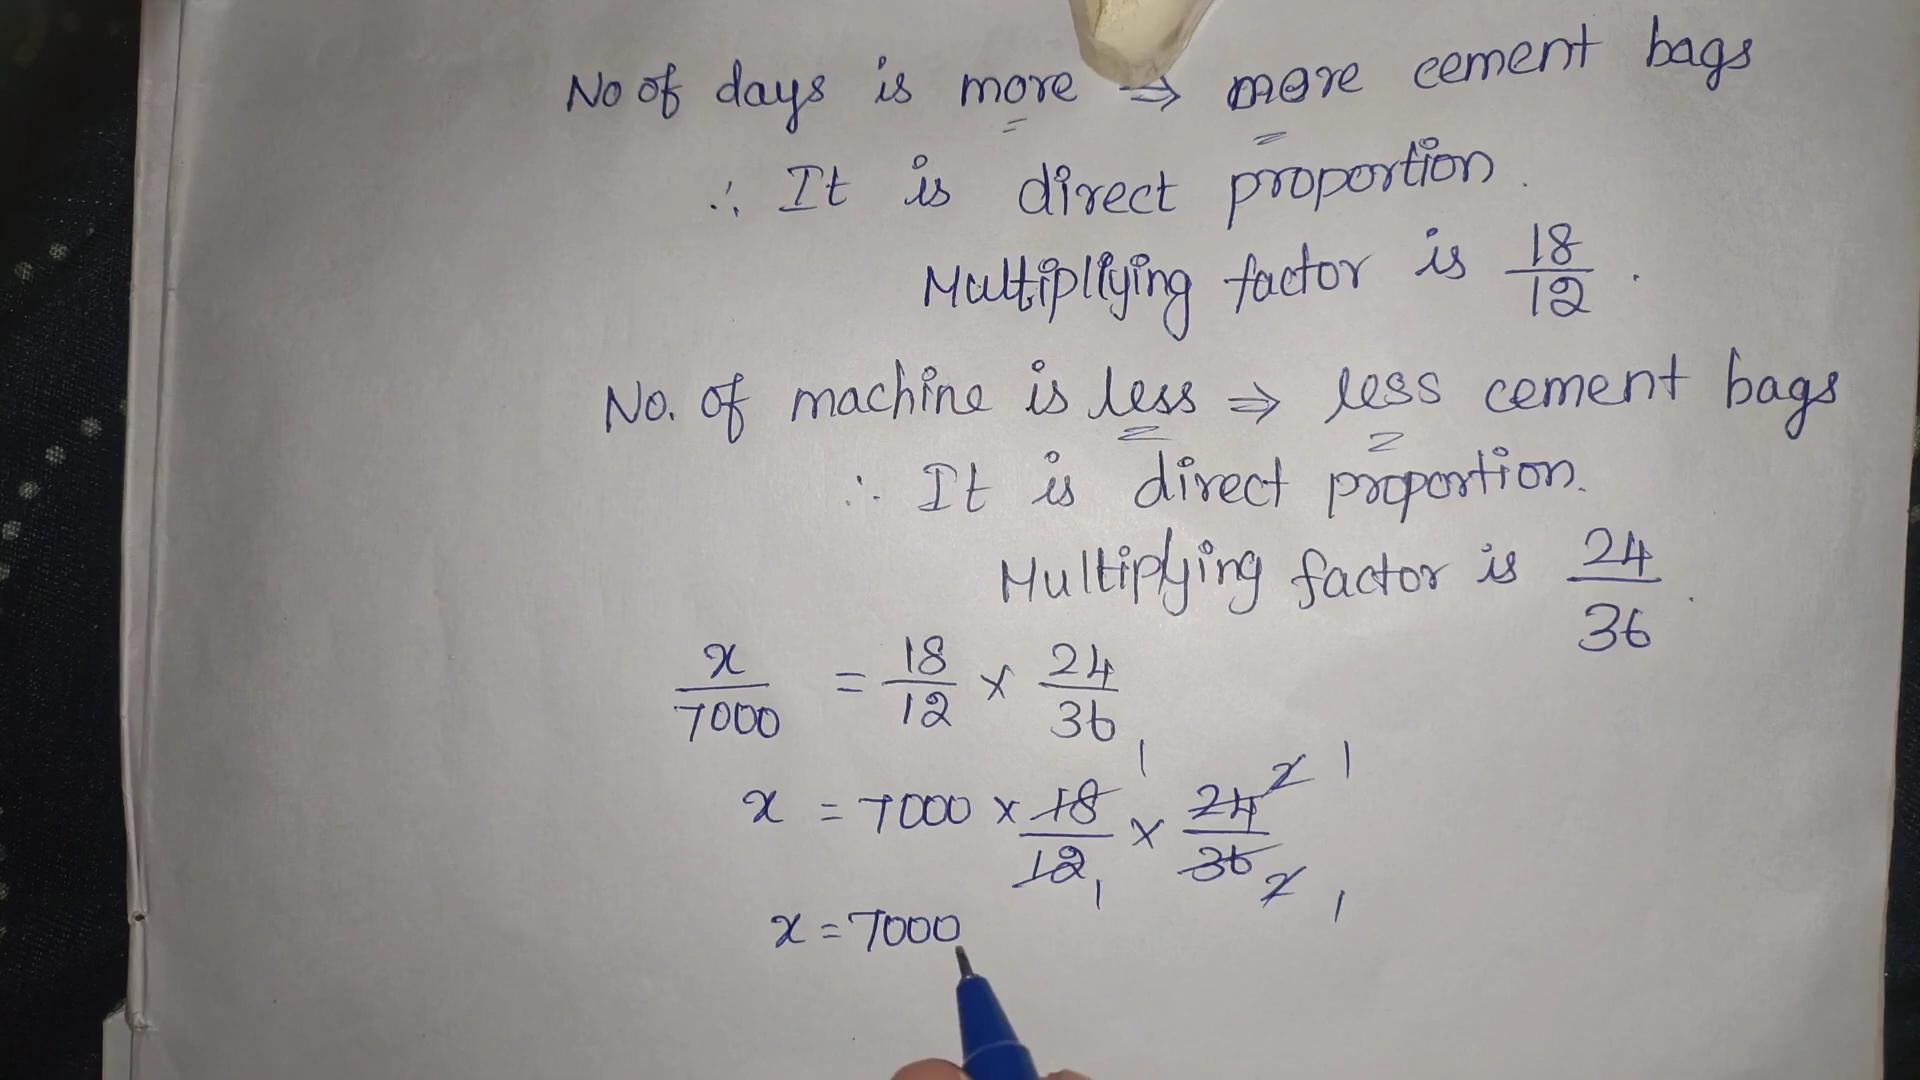 No of days is more ⇒ more cement bags
∴ It is direct proportion.
Multiplying factor is 18/12.
No. of machine is less ⇒ less cement bags
∴ It is direct proportion.
Multiplying factor is 24/36.
x/7000 = 18/12 × 24/36
x = 7000 × 18/12 × 24/36
x = 7000